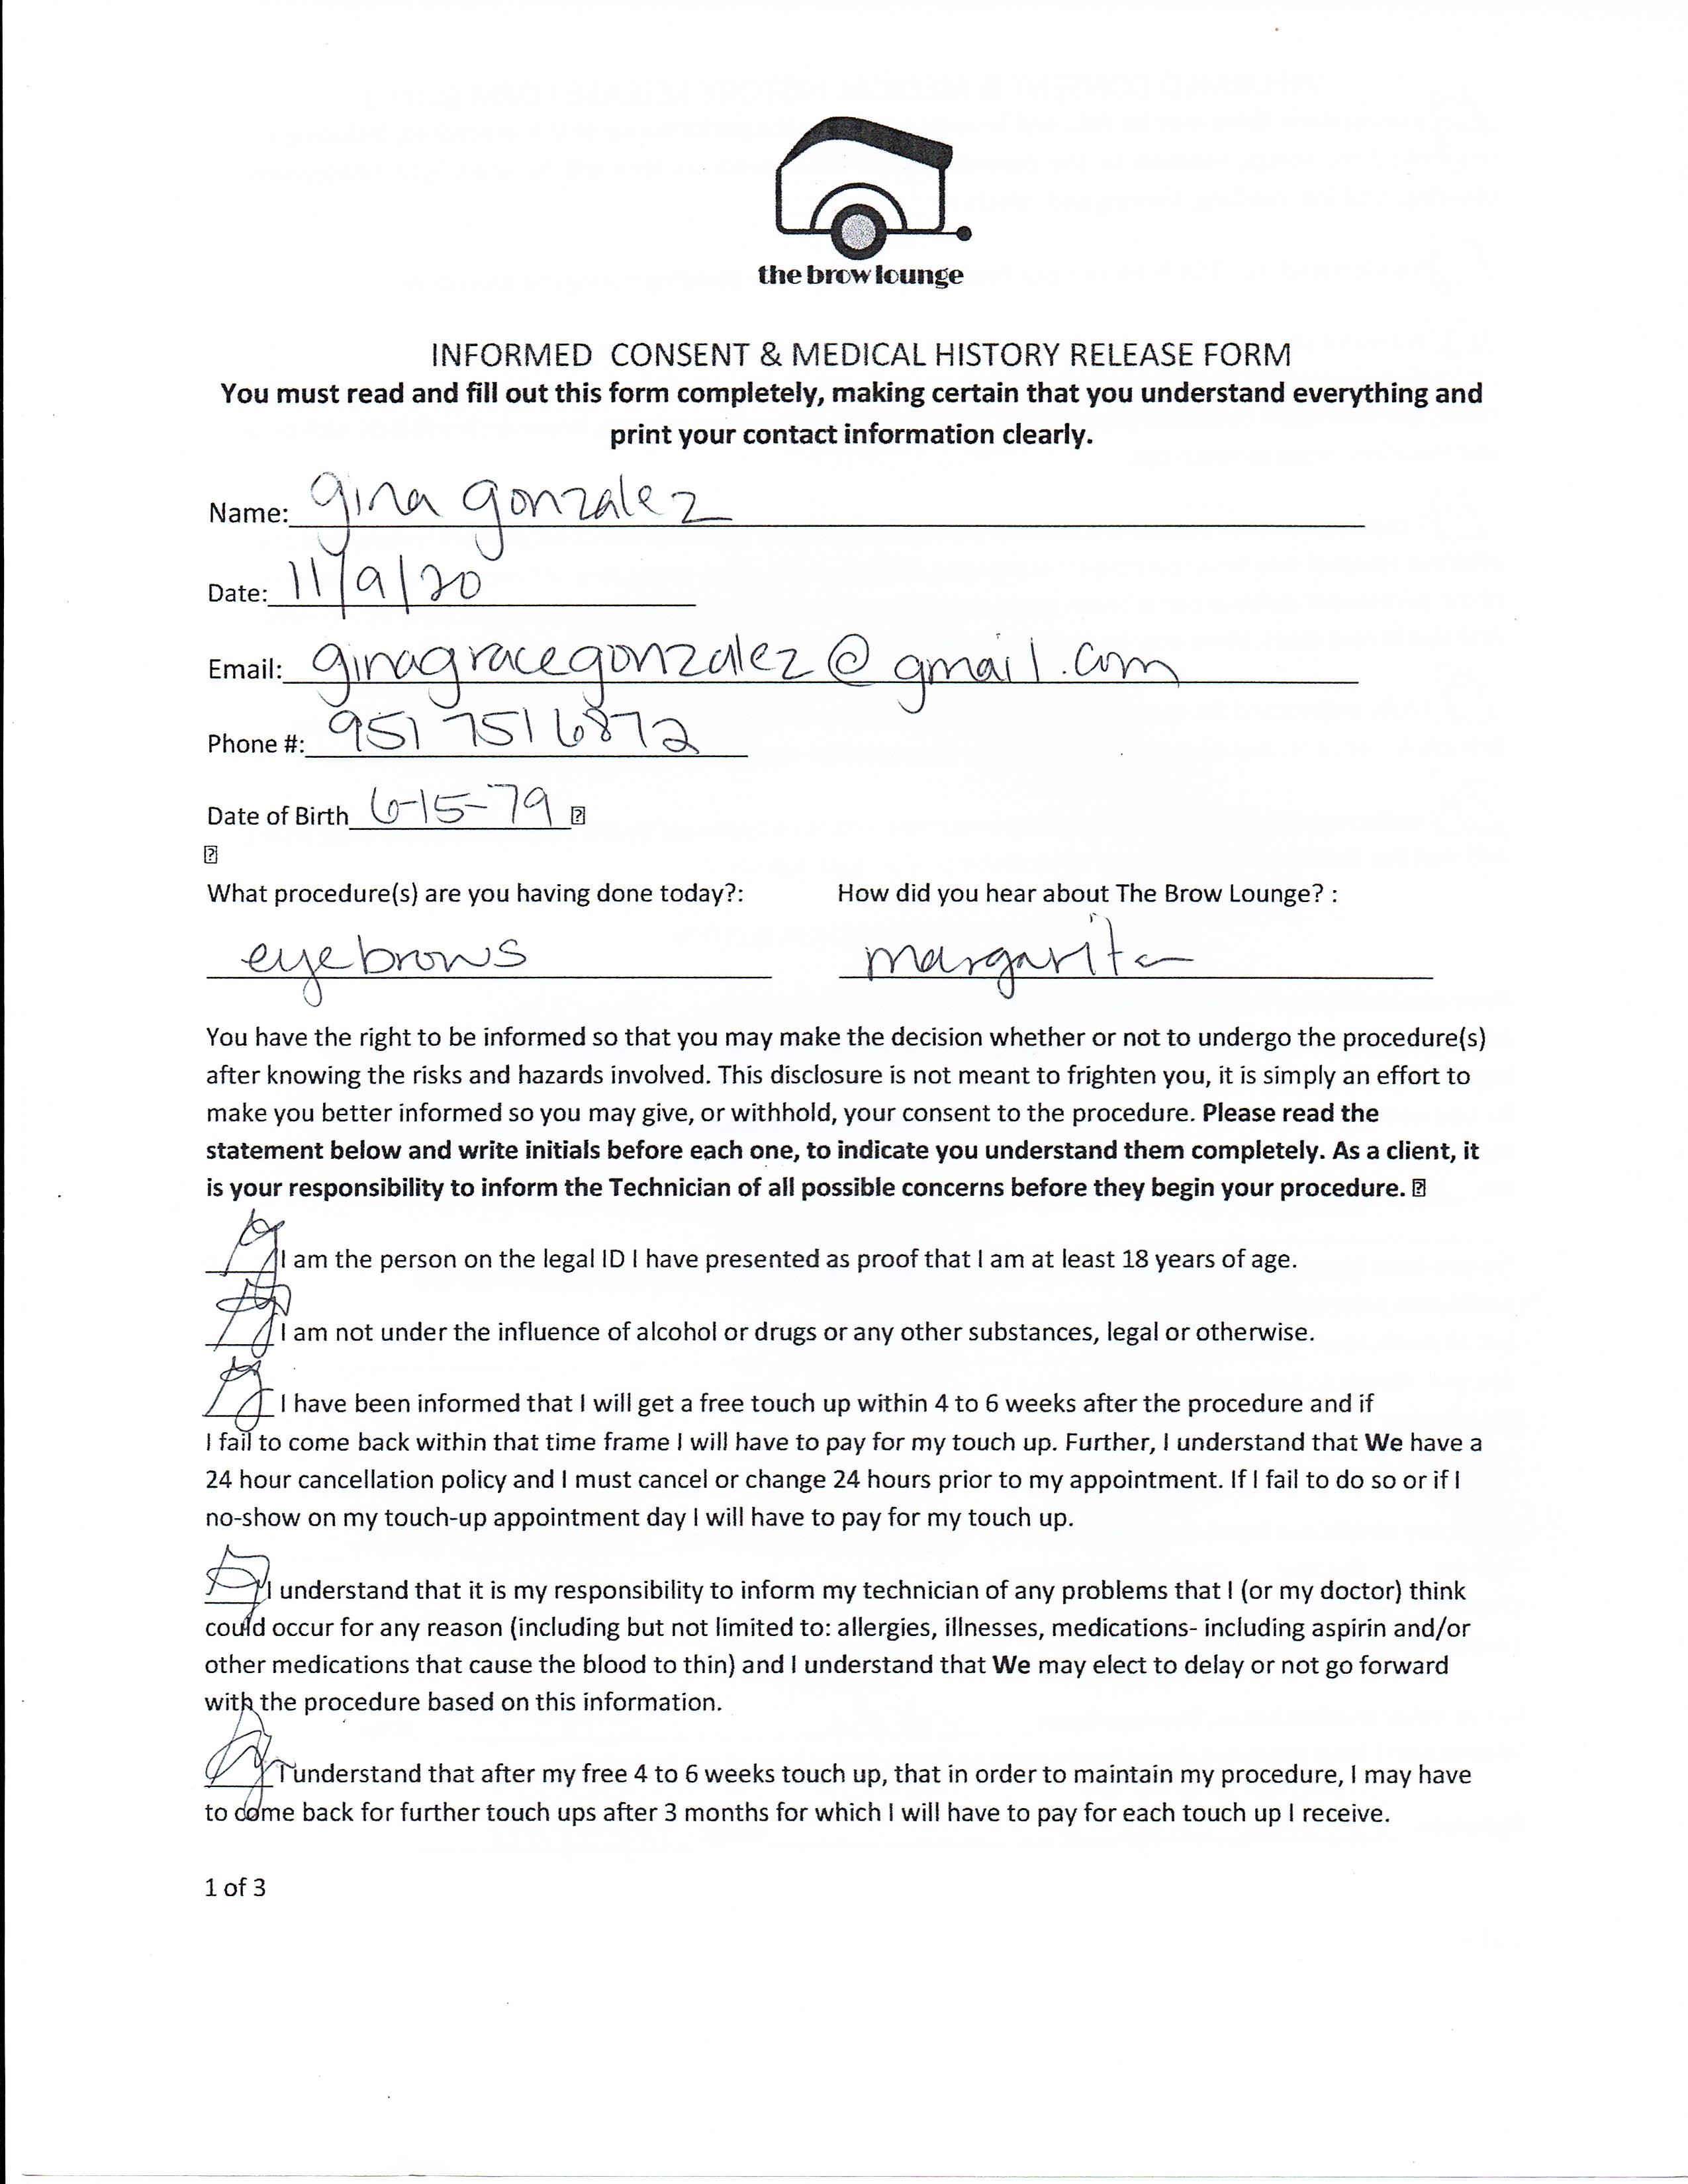 the brow lounge
INFORMED CONSENT & MEDICAL HISTORY RELEASE FORM
You must read and fill out this form completely, making certain that you understand everything and
print your contact information clearly.
Name: gina gonzalez
Date: 11/9/20
Email: ginagracegonzalez@gmail.com
Phone #: 951 751 6872
Date of Birth 6-15-79
What procedure(s) are you having done today?: How did you hear about The Brow Lounge? :
eyebrows margarita
You have the right to be informed so that you may make the decision whether or not to undergo the procedure(s)
after knowing the risks and hazards involved. This disclosure is not meant to frighten you, it is simply an effort to
make you better informed so you may give, or withhold, your consent to the procedure. Please read the
statement below and write initials before each one, to indicate you understand them completely. As a client, it
is your responsibility to inform the Technician of all possible concerns before they begin your procedure.
I am the person on the legal ID I have presented as proof that I am at least 18 years of age.
I am not under the influence of alcohol or drugs or any other substances, legal or otherwise.
I have been informed that I will get a free touch up within 4 to 6 weeks after the procedure and if
I fail to come back within that time frame I will have to pay for my touch up. Further, I understand that We have a
24 hour cancellation policy and I must cancel or change 24 hours prior to my appointment. If I fail to do so or if I
no-show on my touch-up appointment day I will have to pay for my touch up.
I understand that it is my responsibility to inform my technician of any problems that I (or my doctor) think
could occur for any reason (including but not limited to: allergies, illnesses, medications- including aspirin and/or
other medications that cause the blood to thin) and I understand that We may elect to delay or not go forward
with the procedure based on this information.
I understand that after my free 4 to 6 weeks touch up, that in order to maintain my procedure, I may have
to come back for further touch ups after 3 months for which I will have to pay for each touch up I receive.
1 of 3